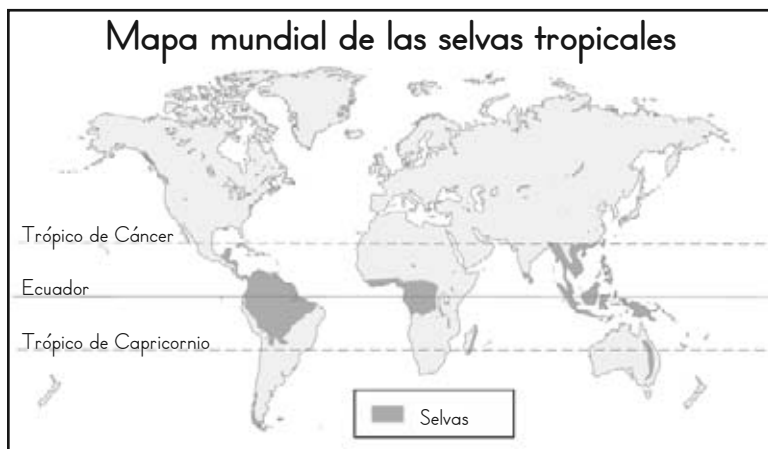 Mapa mundial de las selvas tropicales
Trópico de Cáncer
Ecuador
Trópico de Capricornio
Selvas